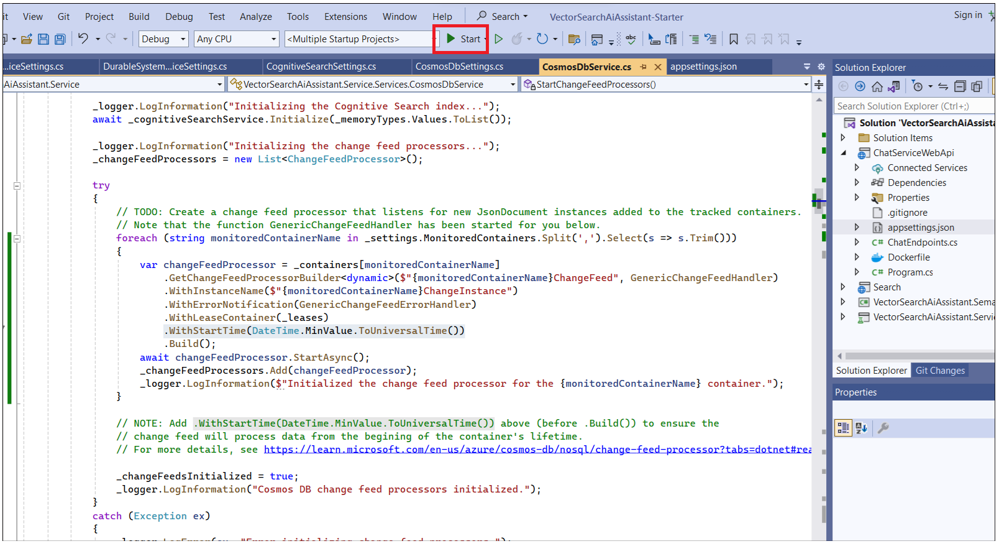 it View Git Project Build Debug Test Analyze Tools Extensions Window Help Search VectorSearchAiAssistant-Starter Sign in
Debug Any CPU <Multiple Startup Projects> Start
...iceSettings.cs DurableSystem...iceSettings.cs CognitiveSearchSettings.cs CosmosDbSettings.cs CosmosDbService.cs appsettings.json
AiAssistant.Service VectorSearchAiAssistant.Service.Services.CosmosDbService StartChangeFeedProcessors()
_logger.LogInformation("Initializing the Cognitive Search index...");
await _cognitiveSearchService.Initialize(_memoryTypes.Values.ToList());
_logger.LogInformation("Initializing the change feed processors...");
_changeFeedProcessors = new List<ChangeFeedProcessor>();
try
{
// TODO: Create a change feed processor that listens for new JsonDocument instances added to the tracked containers.
// Note that the function GenericChangeFeedHandler has been started for you below.
foreach (string monitoredContainerName in _settings.MonitoredContainers.Split(',').Select(s => s.Trim()))
{
var changeFeedProcessor = _containers[monitoredContainerName]
.GetChangeFeedProcessorBuilder<dynamic>($"{monitoredContainerName}ChangeFeed", GenericChangeFeedHandler)
.WithInstanceName($"{monitoredContainerName}ChangeInstance")
.WithErrorNotification(GenericChangeFeedErrorHandler)
.WithLeaseContainer(_leases)
.WithStartTime(DateTime.MinValue.ToUniversalTime())
.Build();
await changeFeedProcessor.StartAsync();
_changeFeedProcessors.Add(changeFeedProcessor);
_logger.LogInformation($"Initialized the change feed processor for the {monitoredContainerName} container.");
}
// NOTE: Add .WithStartTime(DateTime.MinValue.ToUniversalTime()) above (before .Build()) to ensure the
// change feed will process data from the begining of the container's lifetime.
// For more details, see https://learn.microsoft.com/en-us/azure/cosmos-db/nosql/change-feed-processor?tabs=dotnet#rea
_changeFeedsInitialized = true;
_logger.LogInformation("Cosmos DB change feed processors initialized.");
}
catch (Exception ex)
{
_logger.LogError(ex, "Error initializing change feed processors.");
Solution Explorer
Search Solution Explorer (Ctrl+;)
Solution 'VectorSearchAiAssista
Solution Items
ChatServiceWebApi
Connected Services
Dependencies
Properties
.gitignore
appsettings.json
ChatEndpoints.cs
Dockerfile
Program.cs
Search
VectorSearchAiAssistant.Sema
VectorSearchAiAssistant.Servi
Solution Explorer Git Changes
Properties